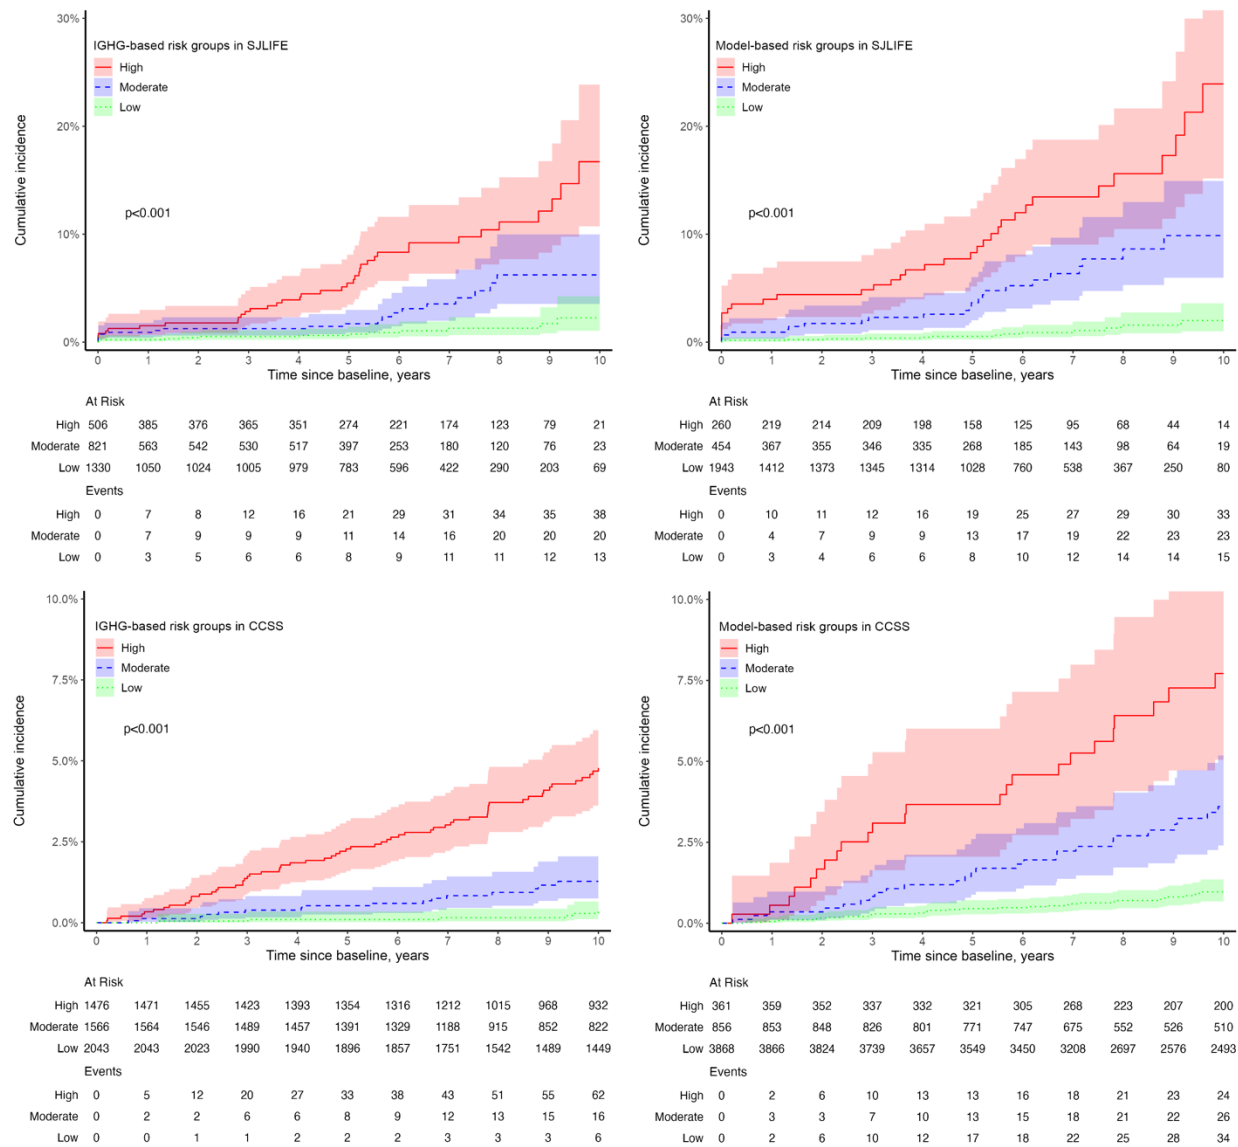 30%
20%
10%
0%
Cumulative incidence
IGHG-based risk groups in SJLIFE
High
Moderate
Low
p<0.001
0 1 2 3 4 5 6 7 8 9 10
Time since baseline, years
At Risk
High 506 385 376 365 351 274 221 174 123 79 21
Moderate 821 563 542 530 517 397 253 180 120 76 23
Low 1330 1050 1024 1005 979 783 596 422 290 203 69
Events
High 0 7 8 12 16 21 29 31 34 35 38
Moderate 0 7 9 9 9 11 14 16 20 20 20
Low 0 3 5 6 6 8 9 11 11 12 13
30%
20%
10%
0%
Cumulative incidence
Model-based risk groups in SJLIFE
High
Moderate
Low
p<0.001
0 1 2 3 4 5 6 7 8 9 10
Time since baseline, years
At Risk
High 260 219 214 209 198 158 125 95 68 44 14
Moderate 454 367 355 346 335 268 185 143 98 64 19
Low 1943 1412 1373 1345 1314 1028 760 538 367 250 80
Events
High 0 10 11 12 16 19 25 27 29 30 33
Moderate 0 4 7 9 9 13 17 19 22 23 23
Low 0 3 4 6 6 8 10 12 14 14 15
10.0%
7.5%
5.0%
2.5%
0.0%
Cumulative incidence
IGHG-based risk groups in CCSS
High
Moderate
Low
p<0.001
0 1 2 3 4 5 6 7 8 9 10
Time since baseline, years
At Risk
High 1476 1471 1455 1423 1393 1354 1316 1212 1015 968 932
Moderate 1566 1564 1546 1489 1457 1391 1329 1188 915 852 822
Low 2043 2043 2023 1990 1940 1896 1857 1751 1542 1489 1449
Events
High 0 5 12 20 27 33 38 43 51 55 62
Moderate 0 2 2 6 6 8 9 12 13 15 16
Low 0 0 1 1 2 2 2 3 3 3 6
10.0%
7.5%
5.0%
2.5%
0.0%
Cumulative incidence
Model-based risk groups in CCSS
High
Moderate
Low
p<0.001
0 1 2 3 4 5 6 7 8 9 10
Time since baseline, years
At Risk
High 361 359 352 337 332 321 305 268 223 207 200
Moderate 856 853 848 826 801 771 747 675 552 526 510
Low 3868 3866 3824 3739 3657 3549 3450 3208 2697 2576 2493
Events
High 0 2 6 10 13 13 16 18 21 23 24
Moderate 0 3 3 7 10 13 15 18 21 22 26
Low 0 2 6 10 12 17 18 22 25 28 34